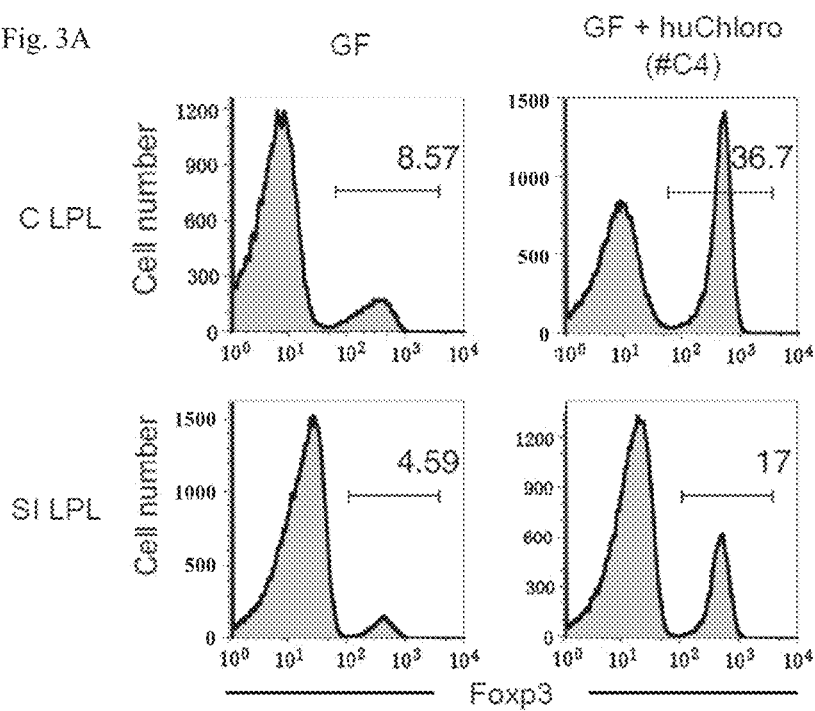 Fig. 3A
GF
GF + huChloro
(#C4)
C LPL
Cell number
1200
900
600
300
0
8.57
10⁰ 10¹ 10² 10³ 10⁴
1500
1000
500
0
36.7
10⁰ 10¹ 10² 10³ 10⁴
SI LPL
Cell number
1500
1000
500
0
4.59
10⁰ 10¹ 10² 10³ 10⁴
1200
900
600
300
0
17
10⁰ 10¹ 10² 10³ 10⁴
Foxp3